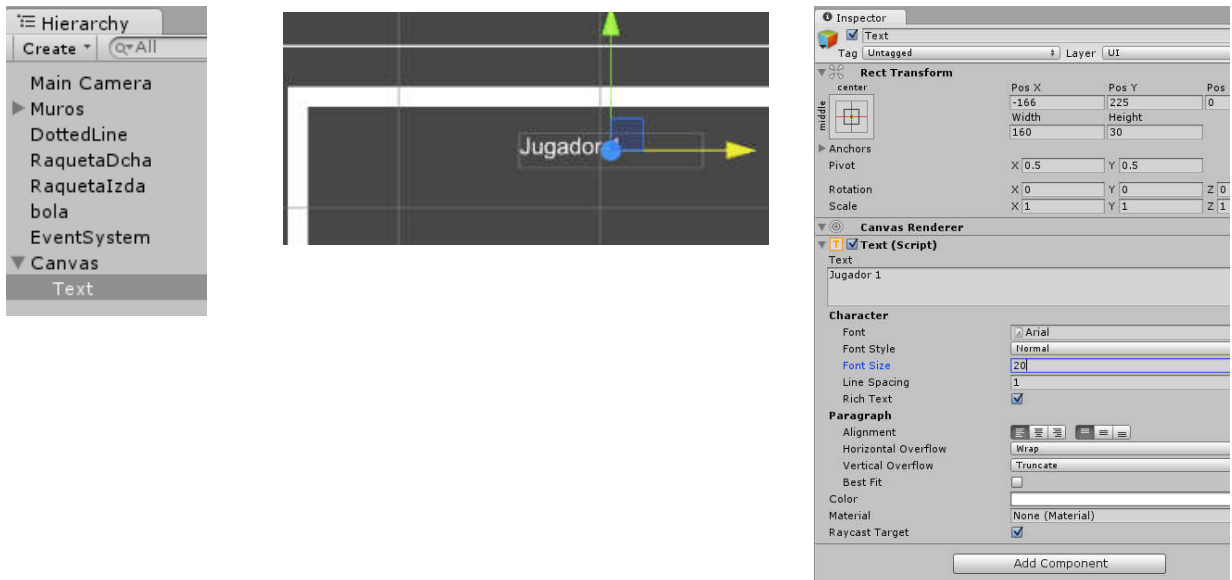 Hierarchy
Create All
Main Camera
Muros
DottedLine
RaquetaDcha
RaquetaIzda
bola
EventSystem
Canvas
Text
Jugador 1
Inspector
Text
Tag Untagged Layer UI
Rect Transform
center
middle
Pos X Pos Y Pos
-166 225 0
Width Height
160 30
Anchors
Pivot X 0.5 Y 0.5
Rotation X 0 Y 0 Z 0
Scale X 1 Y 1 Z 1
Canvas Renderer
T Text (Script)
Text
Jugador 1
Character
Font Arial
Font Style Normal
Font Size 20
Line Spacing 1
Rich Text
Paragraph
Alignment
Horizontal Overflow Wrap
Vertical Overflow Truncate
Best Fit
Color
Material None (Material)
Raycast Target
Add Component